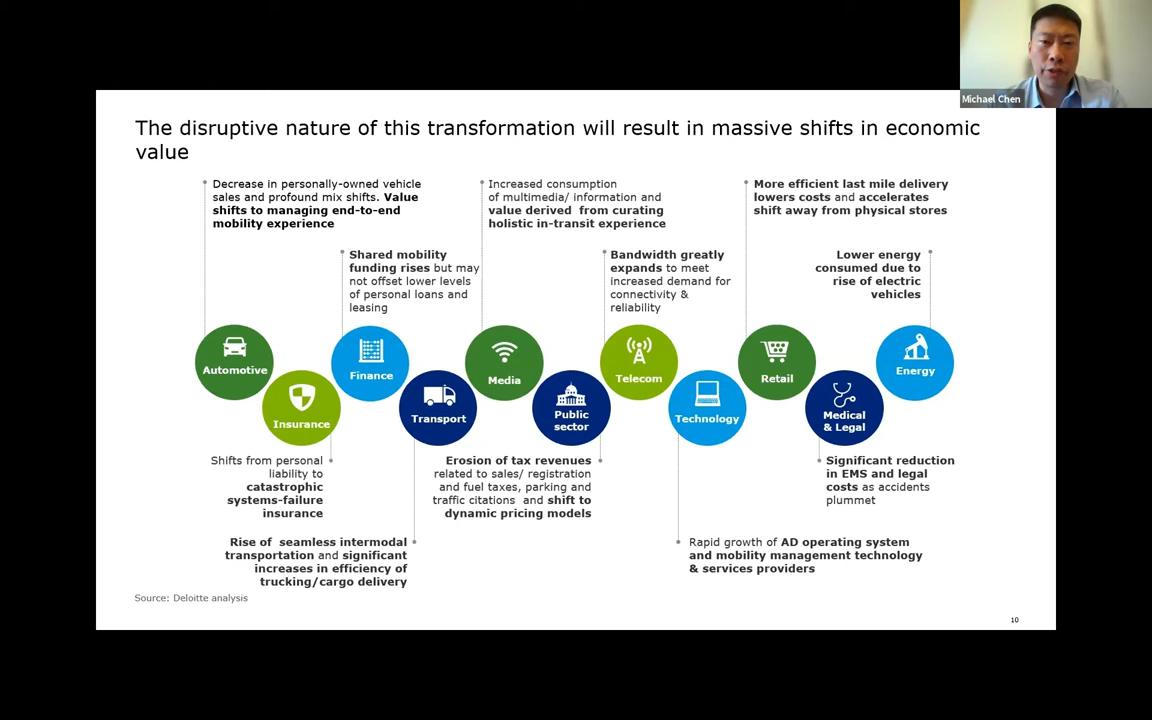 Michael Chen
The disruptive nature of this transformation will result in massive shifts in economic
value
Decrease in personally-owned vehicle
sales and profound mix shifts. Value
shifts to managing end-to-end
mobility experience
Increased consumption
of multimedia/ information and
value derived from curating
holistic in-transit experience
More efficient last mile delivery
lowers costs and accelerates
shift away from physical stores
Shared mobility
funding rises but may
not offset lower levels
of personal loans and
leasing
Bandwidth greatly
expands to meet
increased demand for
connectivity &
reliability
Lower energy
consumed due to
rise of electric
vehicles
Automotive
Insurance
Finance
Transport
Media
Public
sector
Telecom
Technology
Retail
Medical
& Legal
Energy
Shifts from personal
liability to
catastrophic
systems-failure
insurance
Erosion of tax revenues
related to sales/ registration
and fuel taxes, parking and
traffic citations and shift to
dynamic pricing models
Significant reduction
in EMS and legal
costs as accidents
plummet
Rise of seamless intermodal
transportation and significant
increases in efficiency of
trucking/cargo delivery
Rapid growth of AD operating system
and mobility management technology
& services providers
Source: Deloitte analysis
10